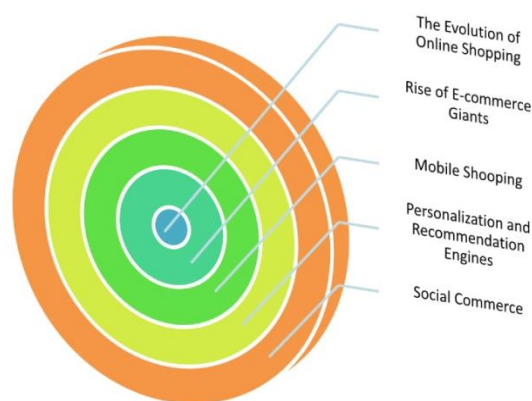 The Evolution of
Online Shopping
Rise of E-commerce
Giants
Mobile Shooping
Personalization and
Recommendation
Engines
Social Commerce